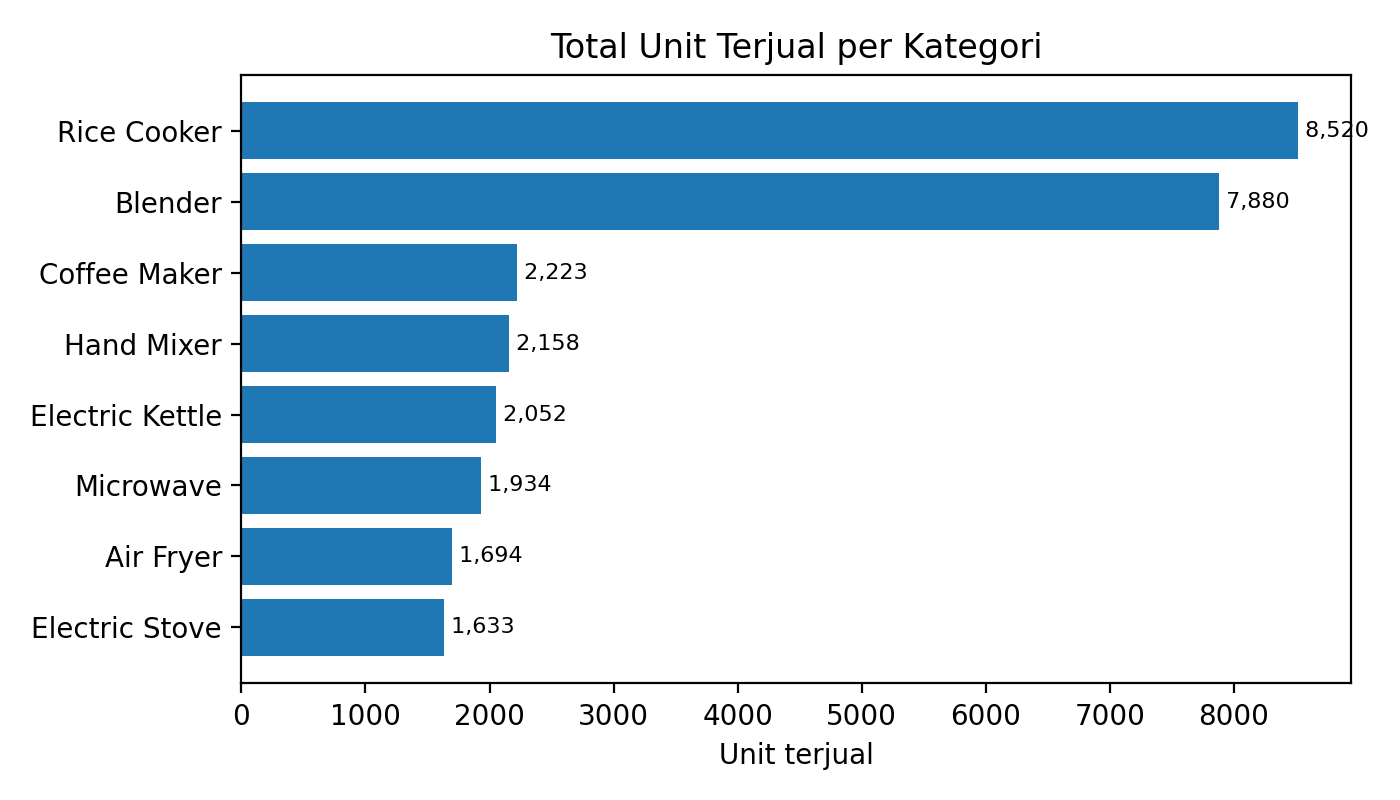 Total Unit Terjual per Kategori
Rice Cooker 8,520
Blender 7,880
Coffee Maker 2,223
Hand Mixer 2,158
Electric Kettle 2,052
Microwave 1,934
Air Fryer 1,694
Electric Stove 1,633
0 1000 2000 3000 4000 5000 6000 7000 8000
Unit terjual